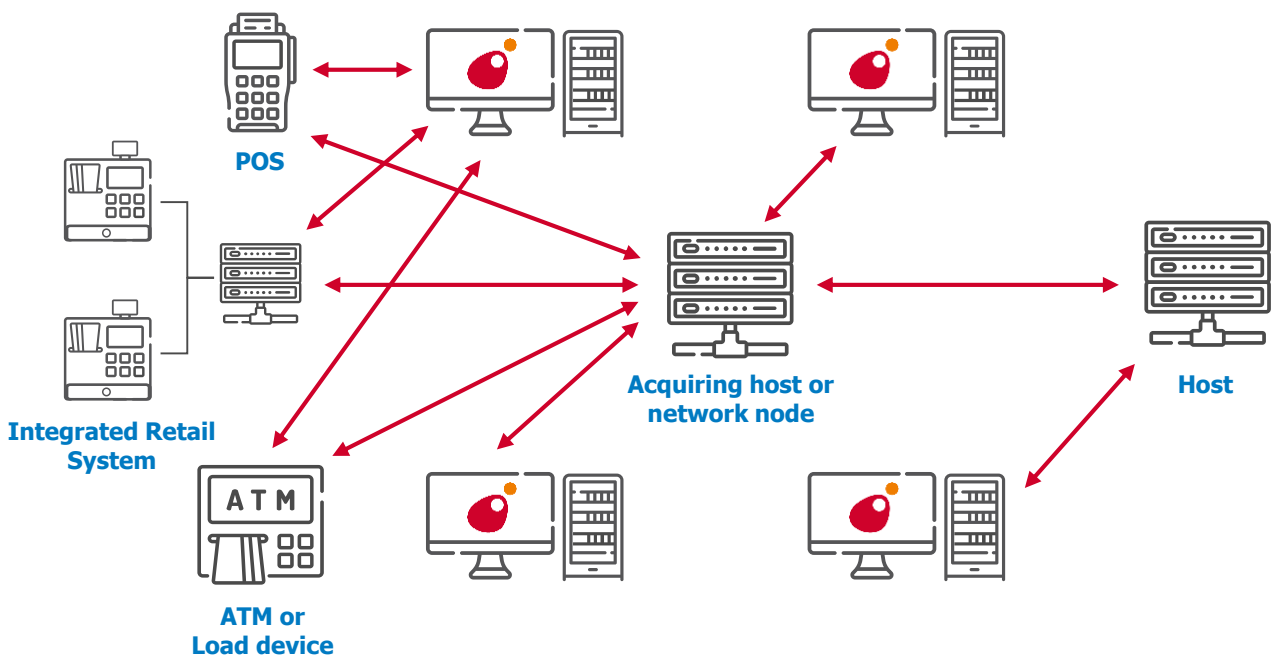 POS
Integrated Retail
System
ATM
ATM or
Load device
Acquiring host or
network node
Host